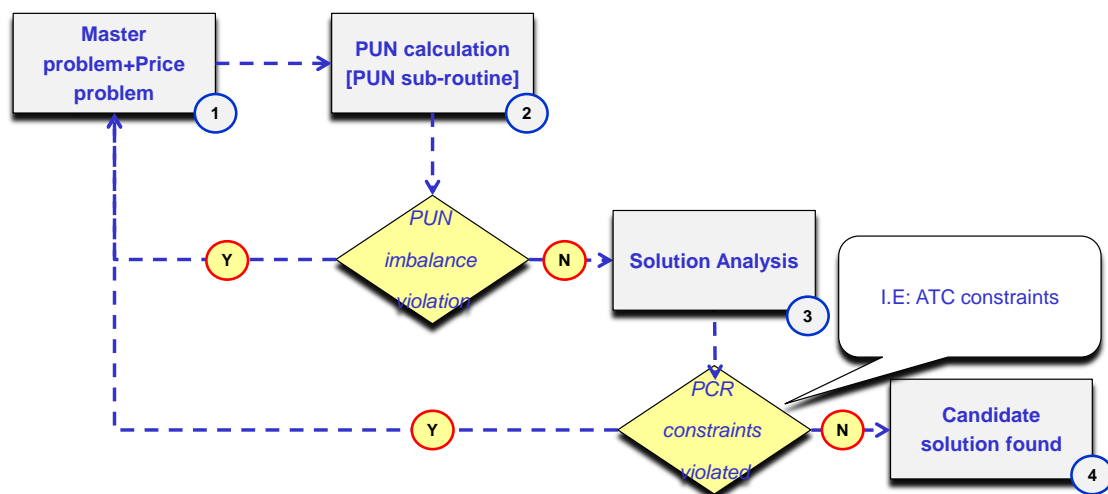 Master
problem+Price
problem
1
PUN calculation
[PUN sub-routine]
2
PUN
imbalance
violation
Y
N
Solution Analysis
3
I.E: ATC constraints
PCR
constraints
violated
Y
N
Candidate
solution found
4